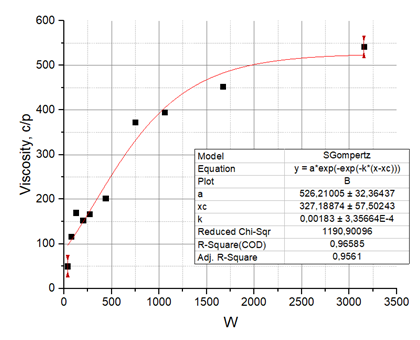 600
500
400
300
200
100
0
Viscosity, c/p
0 500 1000 1500 2000 2500 3000 3500
W
Model SGompertz
Equation y = a*exp(-exp(-k*(x-xc)))
Plot B
a 526,21005 ± 32,36437
xc 327,18874 ± 57,50243
k 0,00183 ± 3,35664E-4
Reduced Chi-Sqr 1190,90096
R-Square(COD) 0,96585
Adj. R-Square 0,9561